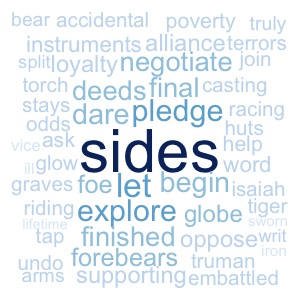 bear accidental poverty truly
instruments alliance terrors
split loyalty negotiate join
torch deeds final casting
stays dare pledge racing
odds huts
vice ask sides help
ill glow word
graves foe let begin isaiah
riding explore globe tiger
lifetime sworn
tap finished oppose writ
undo forebears truman iron
arms supporting embattled